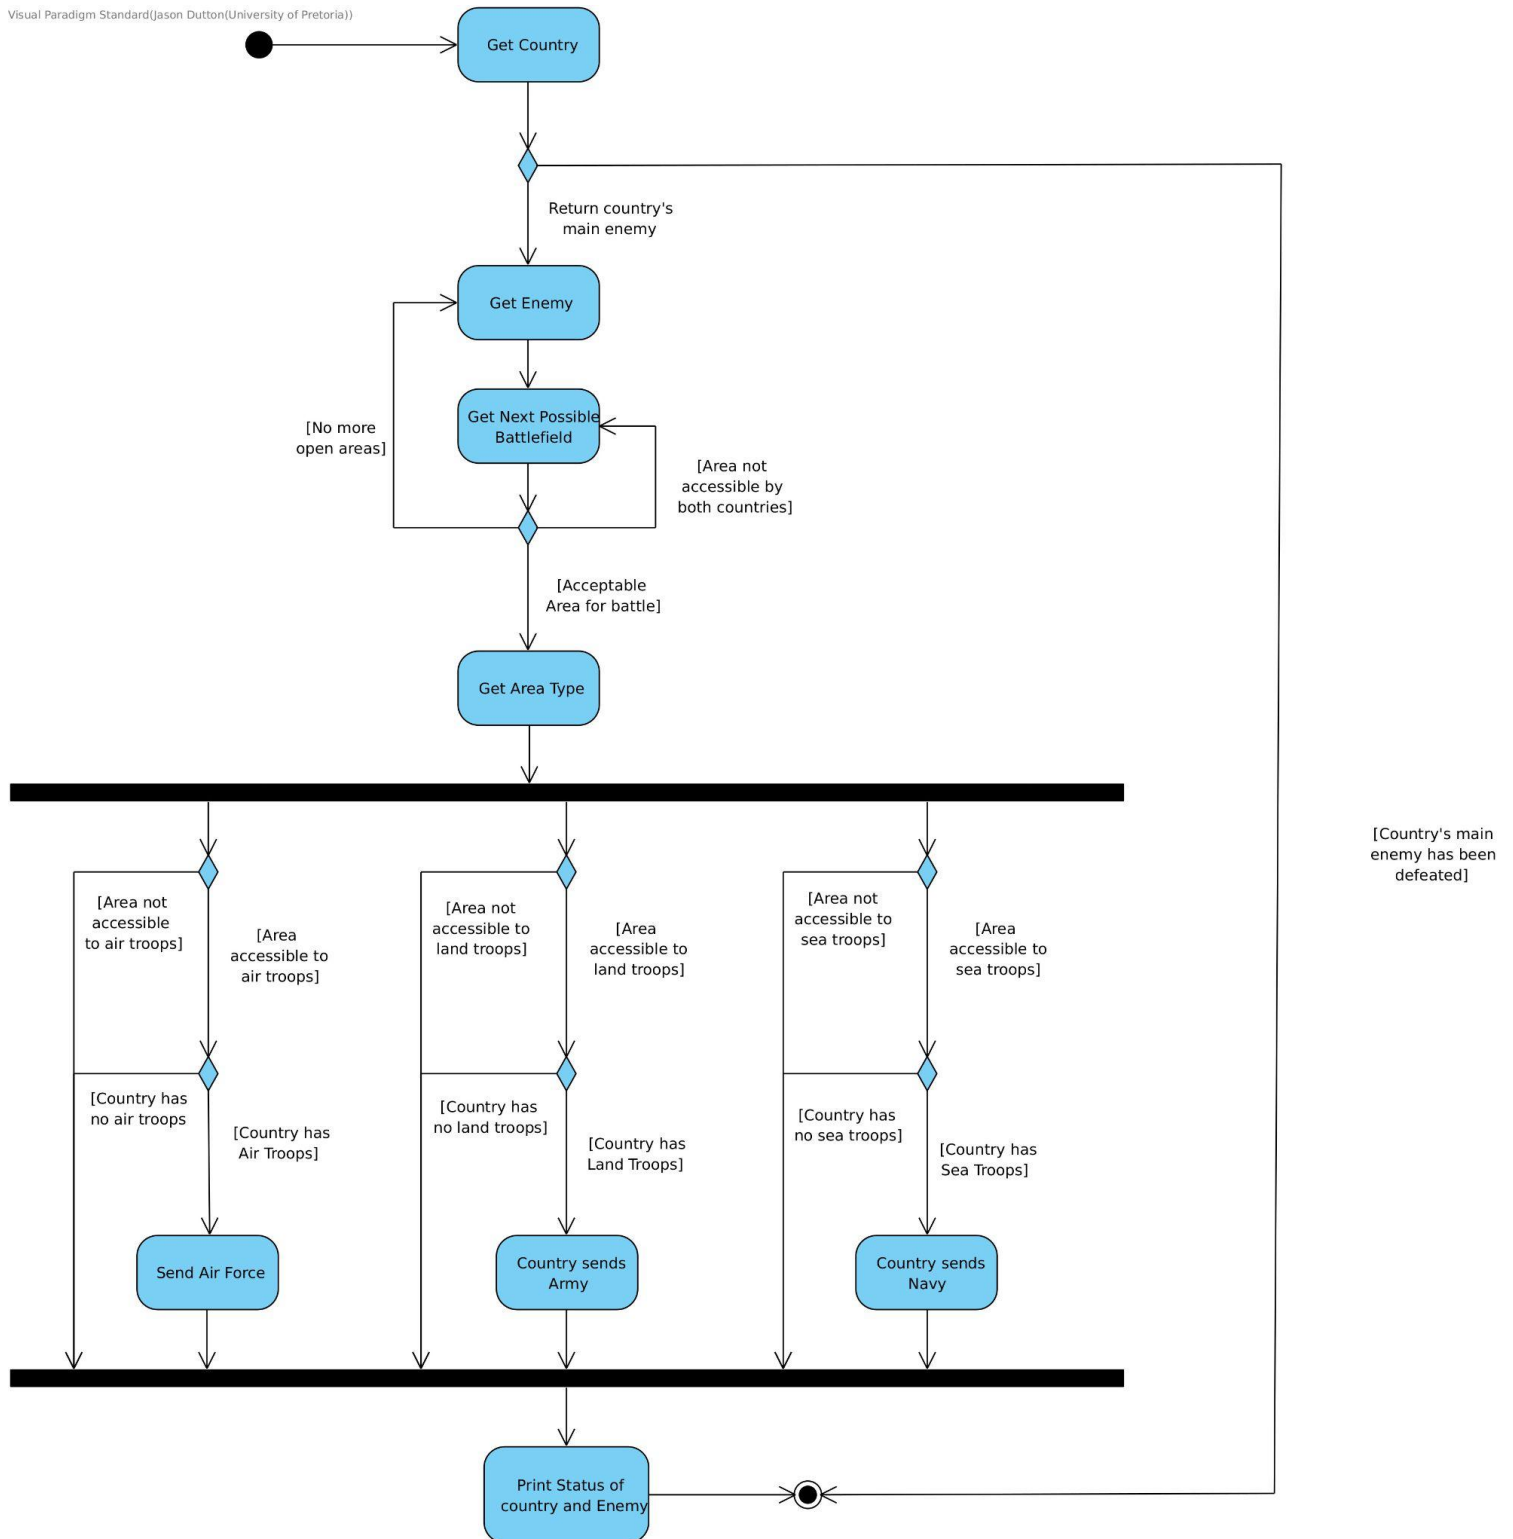 Visual Paradigm Standard(Jason Dutton(University of Pretoria))
Get Country
Return country's
main enemy
Get Enemy
Get Next Possible
Battlefield
[No more
open areas]
[Area not
accessible by
both countries]
[Acceptable
Area for battle]
Get Area Type
[Country's main
enemy has been
defeated]
[Area not
accessible
to air troops]
[Area
accessible to
air troops]
[Area not
accessible to
land troops]
[Area
accessible to
land troops]
[Area not
accessible to
sea troops]
[Area
accessible to
sea troops]
[Country has
no air troops
[Country has
Air Troops]
[Country has
no land troops]
[Country has
Land Troops]
[Country has
no sea troops]
[Country has
Sea Troops]
Send Air Force
Country sends
Army
Country sends
Navy
Print Status of
country and Enemy